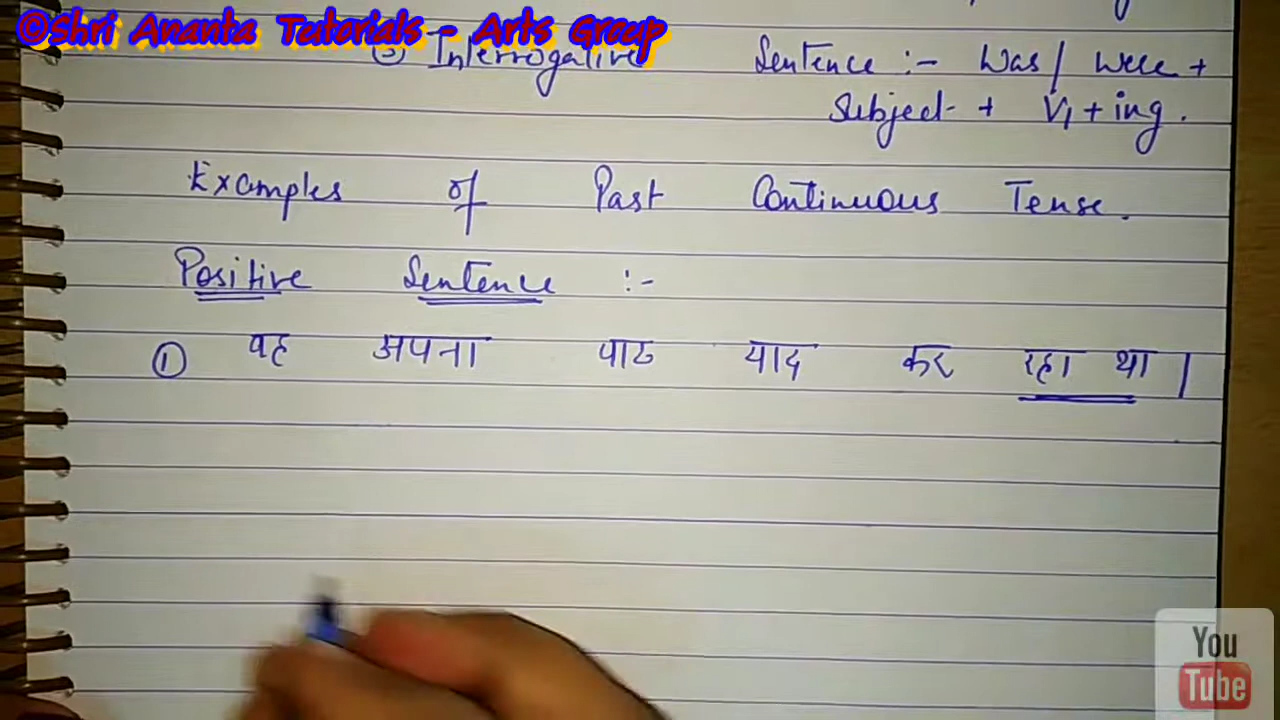 ©Shri Ananta Tutorials - Arts Group
③ Interrogative Sentence :- Was/ Were +
Subject + V1 + ing.
Examples of Past Continuous Tense.
Positive Sentence :-
① वह अपना पाठ याद कर रहा था।
You
Tube